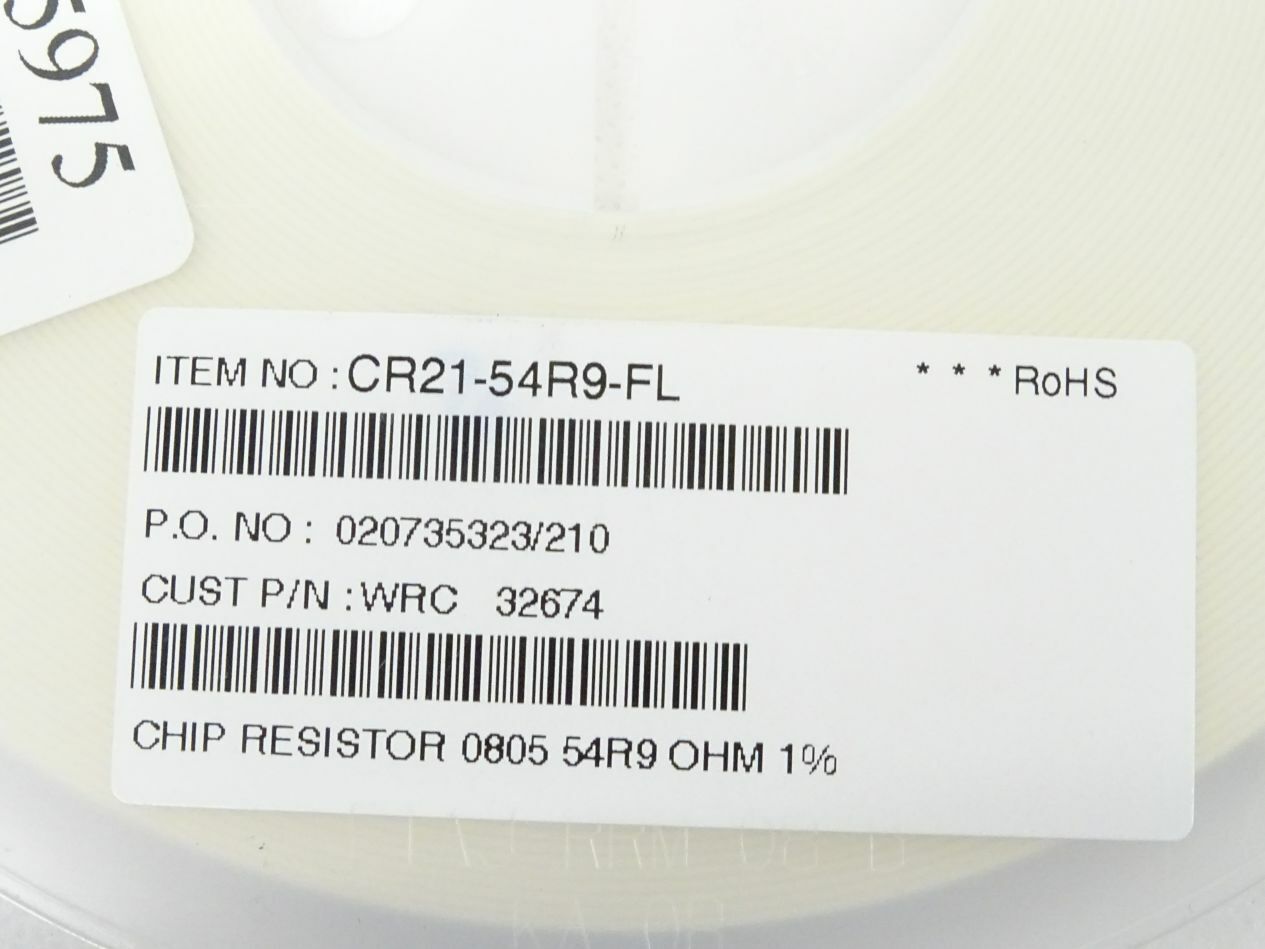 5975
ITEM NO : CR21-54R9-FL * * * RoHS
P.O. NO : 020735323/210
CUST P/N : WRC 32674
CHIP RESISTOR 0805 54R9 OHM 1%